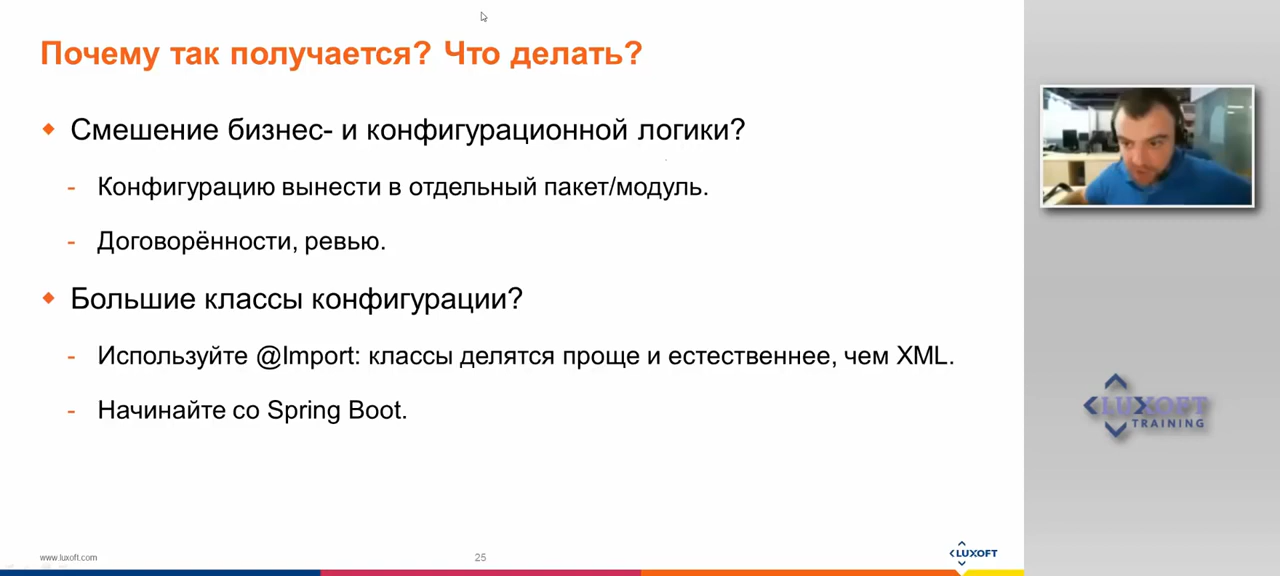 Почему так получается? Что делать?
Смешение бизнес- и конфигурационной логики?
- Конфигурацию вынести в отдельный пакет/модуль.
- Договорённости, ревью.
Большие классы конфигурации?
- Используйте @Import: классы делятся проще и естественнее, чем XML.
- Начинайте со Spring Boot.
LUXOFT
TRAINING
www.luxoft.com
25
LUXOFT